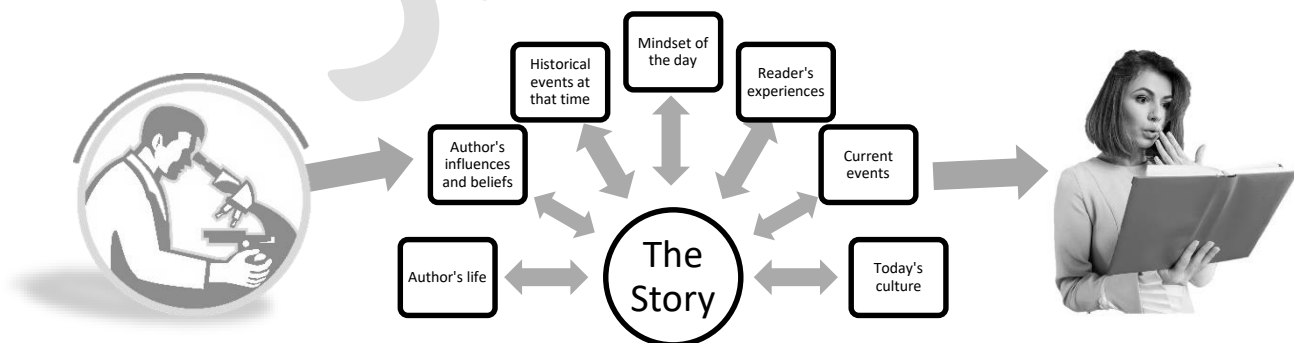 Mindset of
the day
Historical
events at
that time
Reader's
experiences
Author's
influences
and beliefs
Current
events
Author's life
The
Story
Today's
culture